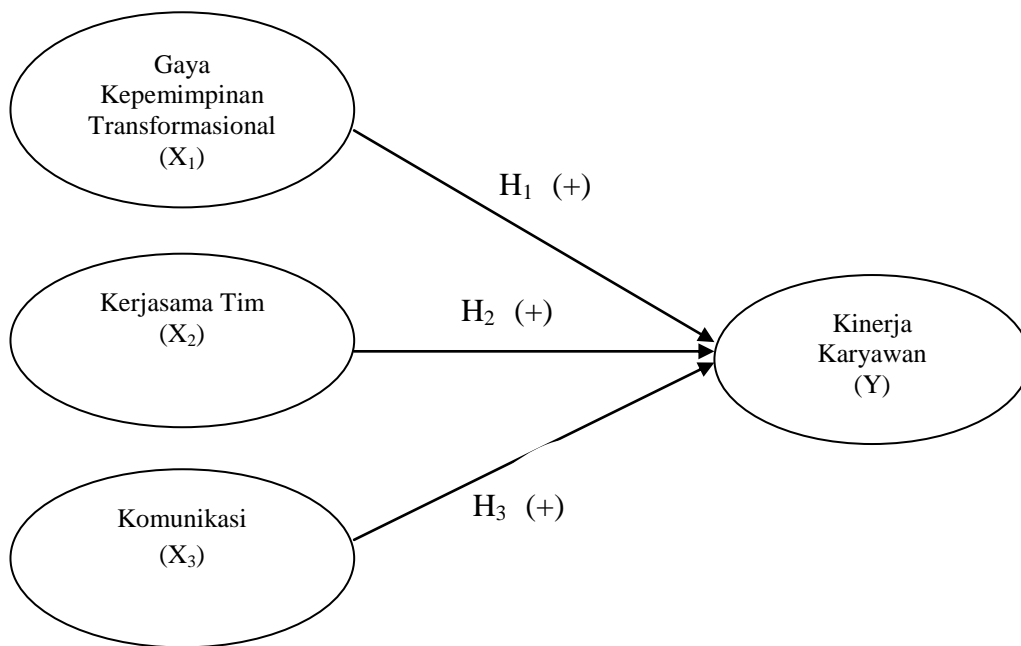 Gaya
Kepemimpinan
Transformasional
(X₁)
H₁ (+)
Kerjasama Tim
(X₂)
H₂ (+)
Kinerja
Karyawan
(Y)
Komunikasi
(X₃)
H₃ (+)